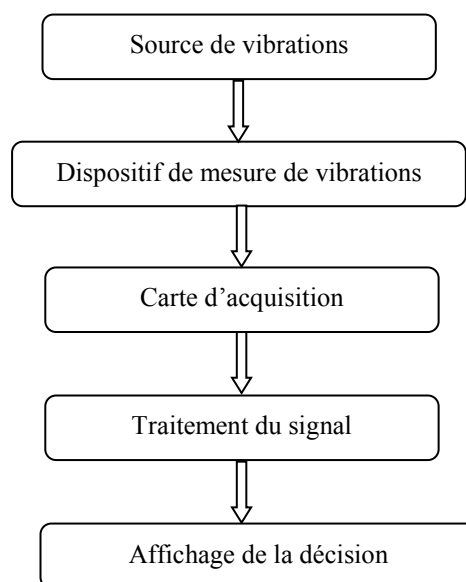 Source de vibrations
Dispositif de mesure de vibrations
Carte d’acquisition
Traitement du signal
Affichage de la décision